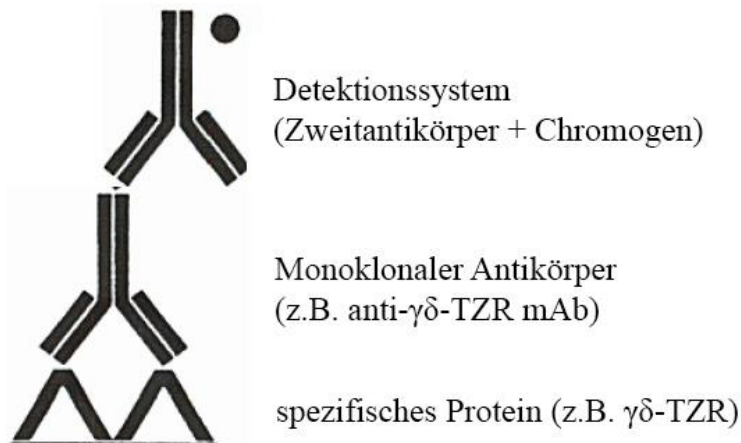 Detektionssystem
(Zweitantikörper + Chromogen)
Monoklonaler Antikörper
(z.B. anti-γδ-TZR mAb)
spezifisches Protein (z.B. γδ-TZR)